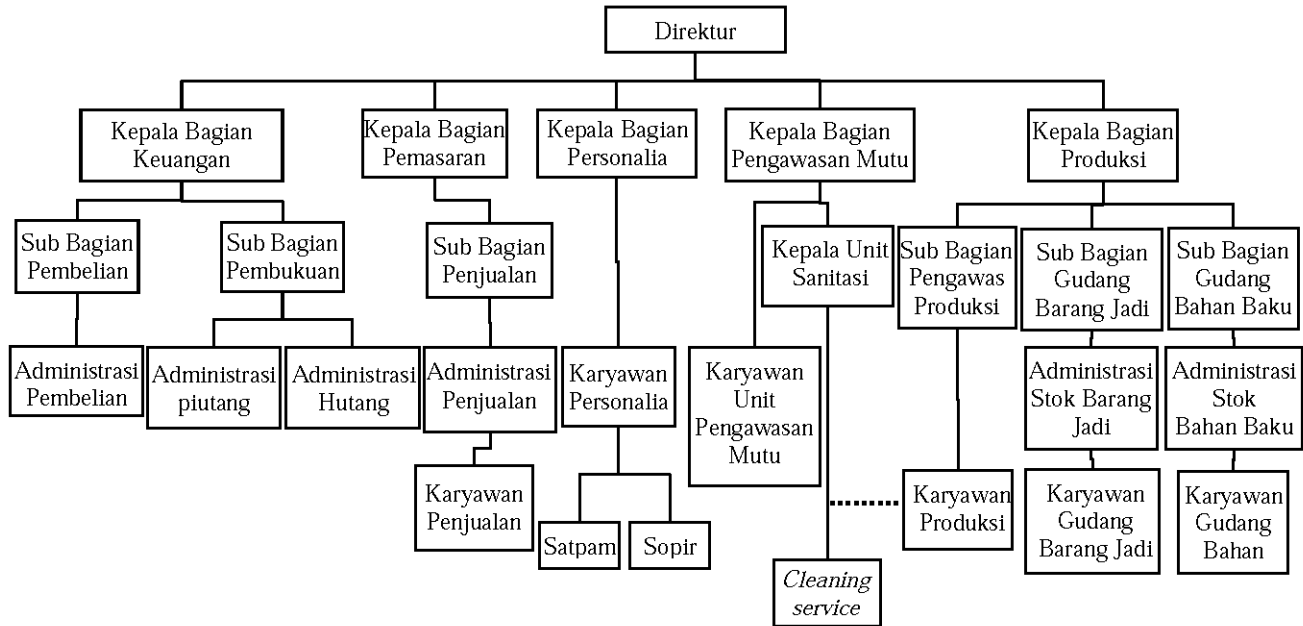 Direktur
Kepala Bagian
Keuangan
Kepala Bagian
Pemasaran
Kepala Bagian
Personalia
Kepala Bagian
Pengawasan Mutu
Kepala Bagian
Produksi
Sub Bagian
Pembelian
Sub Bagian
Pembukuan
Sub Bagian
Penjualan
Kepala Unit
Sanitasi
Sub Bagian
Pengawas
Produksi
Sub Bagian
Gudang
Barang Jadi
Sub Bagian
Gudang
Bahan Baku
Administrasi
Pembelian
Administrasi
piutang
Administrasi
Hutang
Administrasi
Penjualan
Karyawan
Personalia
Karyawan
Unit
Pengawasan
Mutu
Administrasi
Stok Barang
Jadi
Administrasi
Stok
Bahan Baku
Karyawan
Penjualan
Satpam
Sopir
Karyawan
Produksi
Karyawan
Gudang
Barang Jadi
Karyawan
Gudang
Bahan
Cleaning
service